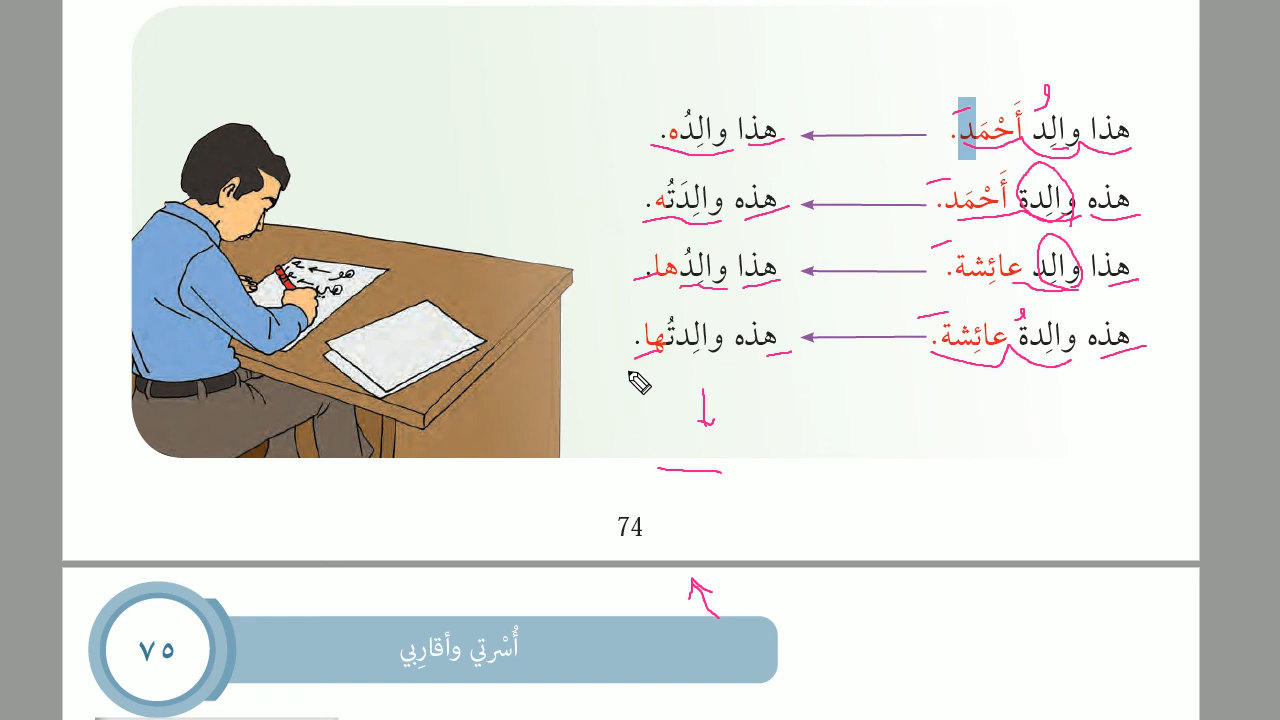 هذا والِد أَحْمَد. هذا والِدُه.
هذه والِدة أَحْمَد. هذه والِدَتُه.
هذا والِد عائِشة. هذا والِدُها.
هذه والِدةُ عائِشة. هذه والِدتُها.
74
أُسْرتي وأقارِبي
٧٥